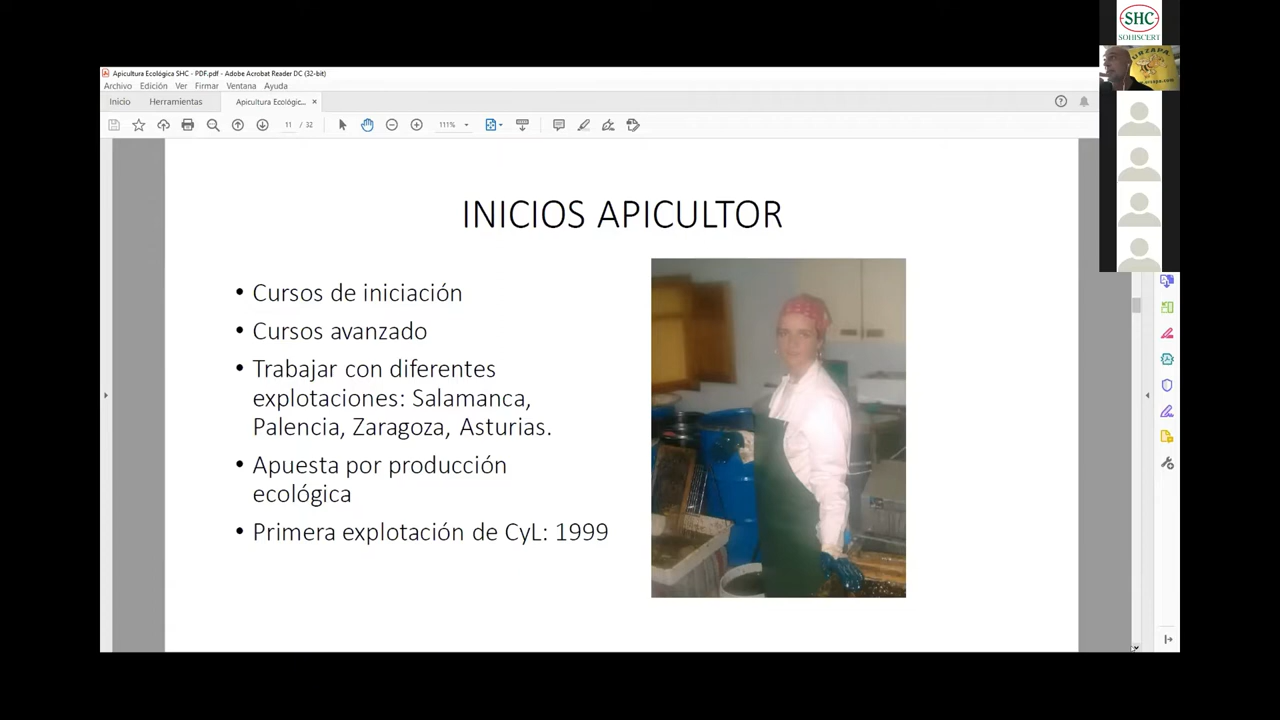 SHC
SOHISCERT
Apicultura Ecológica SHC - PDF.pdf - Adobe Acrobat Reader DC (32-bit)
Archivo Edición Ver Firmar Ventana Ayuda
Inicio Herramientas Apicultura Ecológic... ×
11 / 32 111%
INICIOS APICULTOR
• Cursos de iniciación
• Cursos avanzado
• Trabajar con diferentes
explotaciones: Salamanca,
Palencia, Zaragoza, Asturias.
• Apuesta por producción
ecológica
• Primera explotación de CyL: 1999